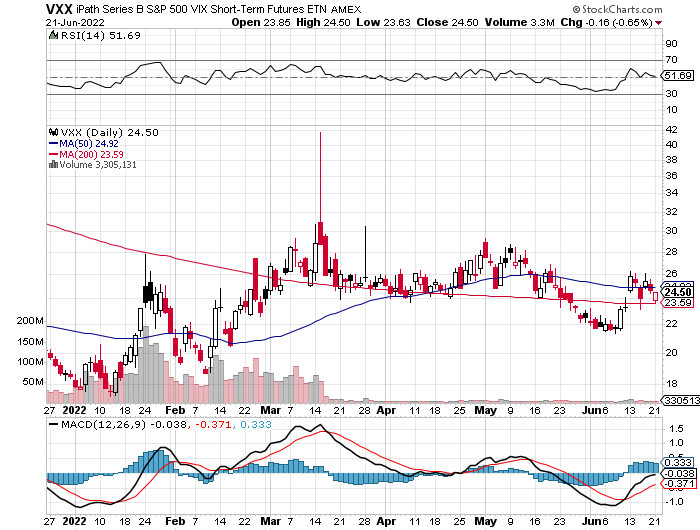 VXX iPath Series B S&P 500 VIX Short-Term Futures ETN AMEX
© StockCharts.com
21-Jun-2022 Open 23.85 High 24.50 Low 23.63 Close 24.50 Volume 3.3M Chg -0.16 (-0.65%)
RSI(14) 51.69
90
70
51.69
30
10
VXX (Daily) 24.50
MA(50) 24.92
MA(200) 23.59
Volume 3,305,131
42
40
38
36
34
32
30
28
26
24.50
23.59
22
20
18
200M
150M
100M
50M
330513
27 2022 10 18 24 Feb 7 14 22 Mar 7 14 21 28 Apr 11 18 25 May 9 16 23 Jun 6 13 21
MACD(12,26,9) -0.038, -0.371, 0.333
1.5
1.0
0.5
0.333
-0.038
-0.371
-1.0
27 2022 10 18 24 Feb 7 14 22 Mar 7 14 21 28 Apr 11 18 25 May 9 16 23 Jun 6 13 21